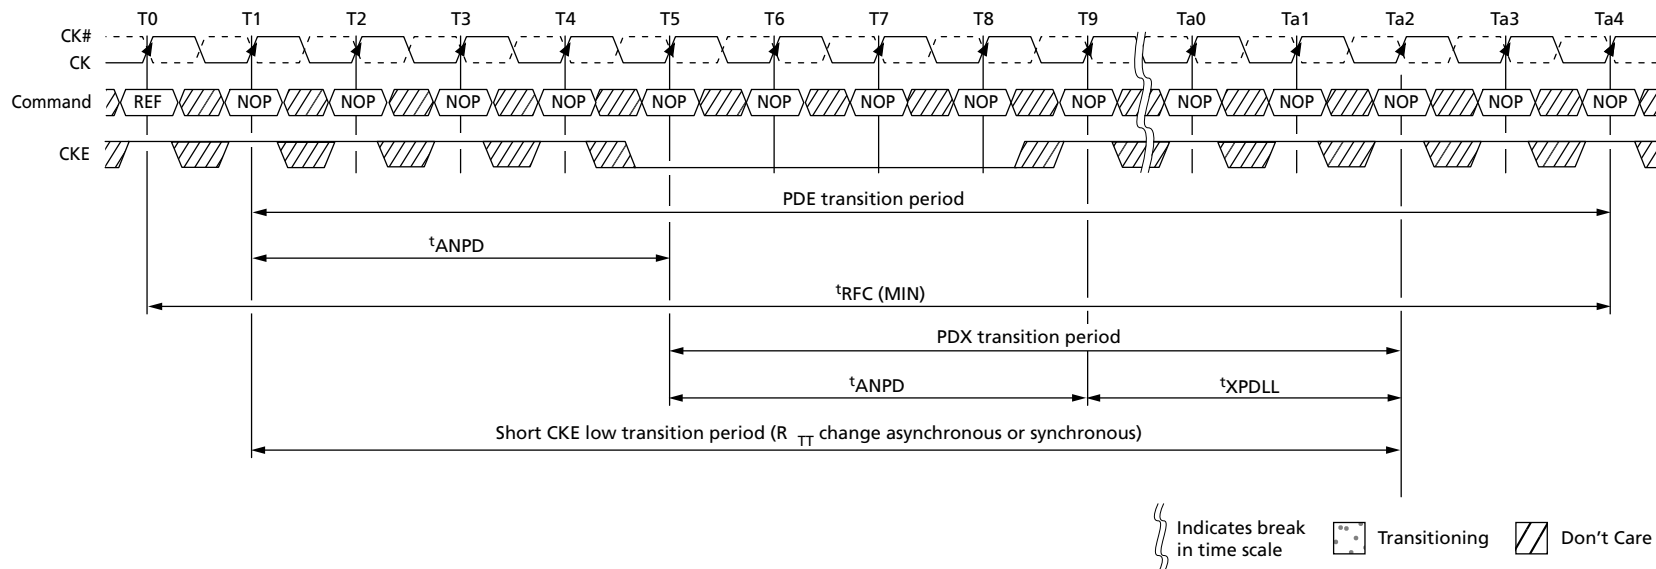 T0 T1 T2 T3 T4 T5 T6 T7 T8 T9 Ta0 Ta1 Ta2 Ta3 Ta4
CK#
CK
Command REF NOP NOP NOP NOP NOP NOP NOP NOP NOP NOP NOP NOP NOP NOP
CKE
PDE transition period
tANPD
tRFC (MIN)
PDX transition period
tANPD tXPDLL
Short CKE low transition period (R TT change asynchronous or synchronous)
Indicates break
in time scale
Transitioning Don't Care